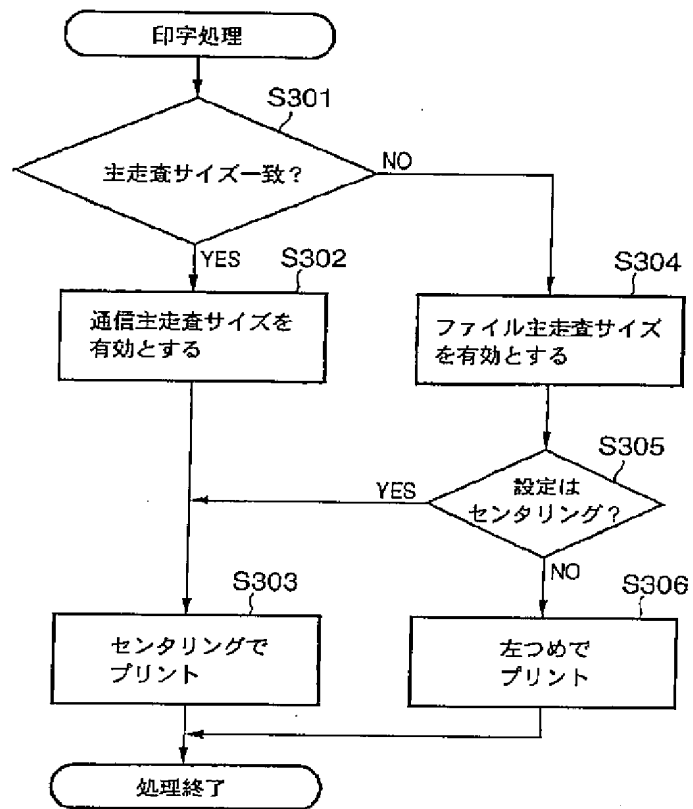 印字処理
S301
主走査サイズ一致？
NO
YES
S302
通信主走査サイズを
有効とする
S304
ファイル主走査サイズ
を有効とする
S305
設定は
センタリング？
YES
NO
S303
センタリングで
プリント
S306
左つめで
プリント
処理終了